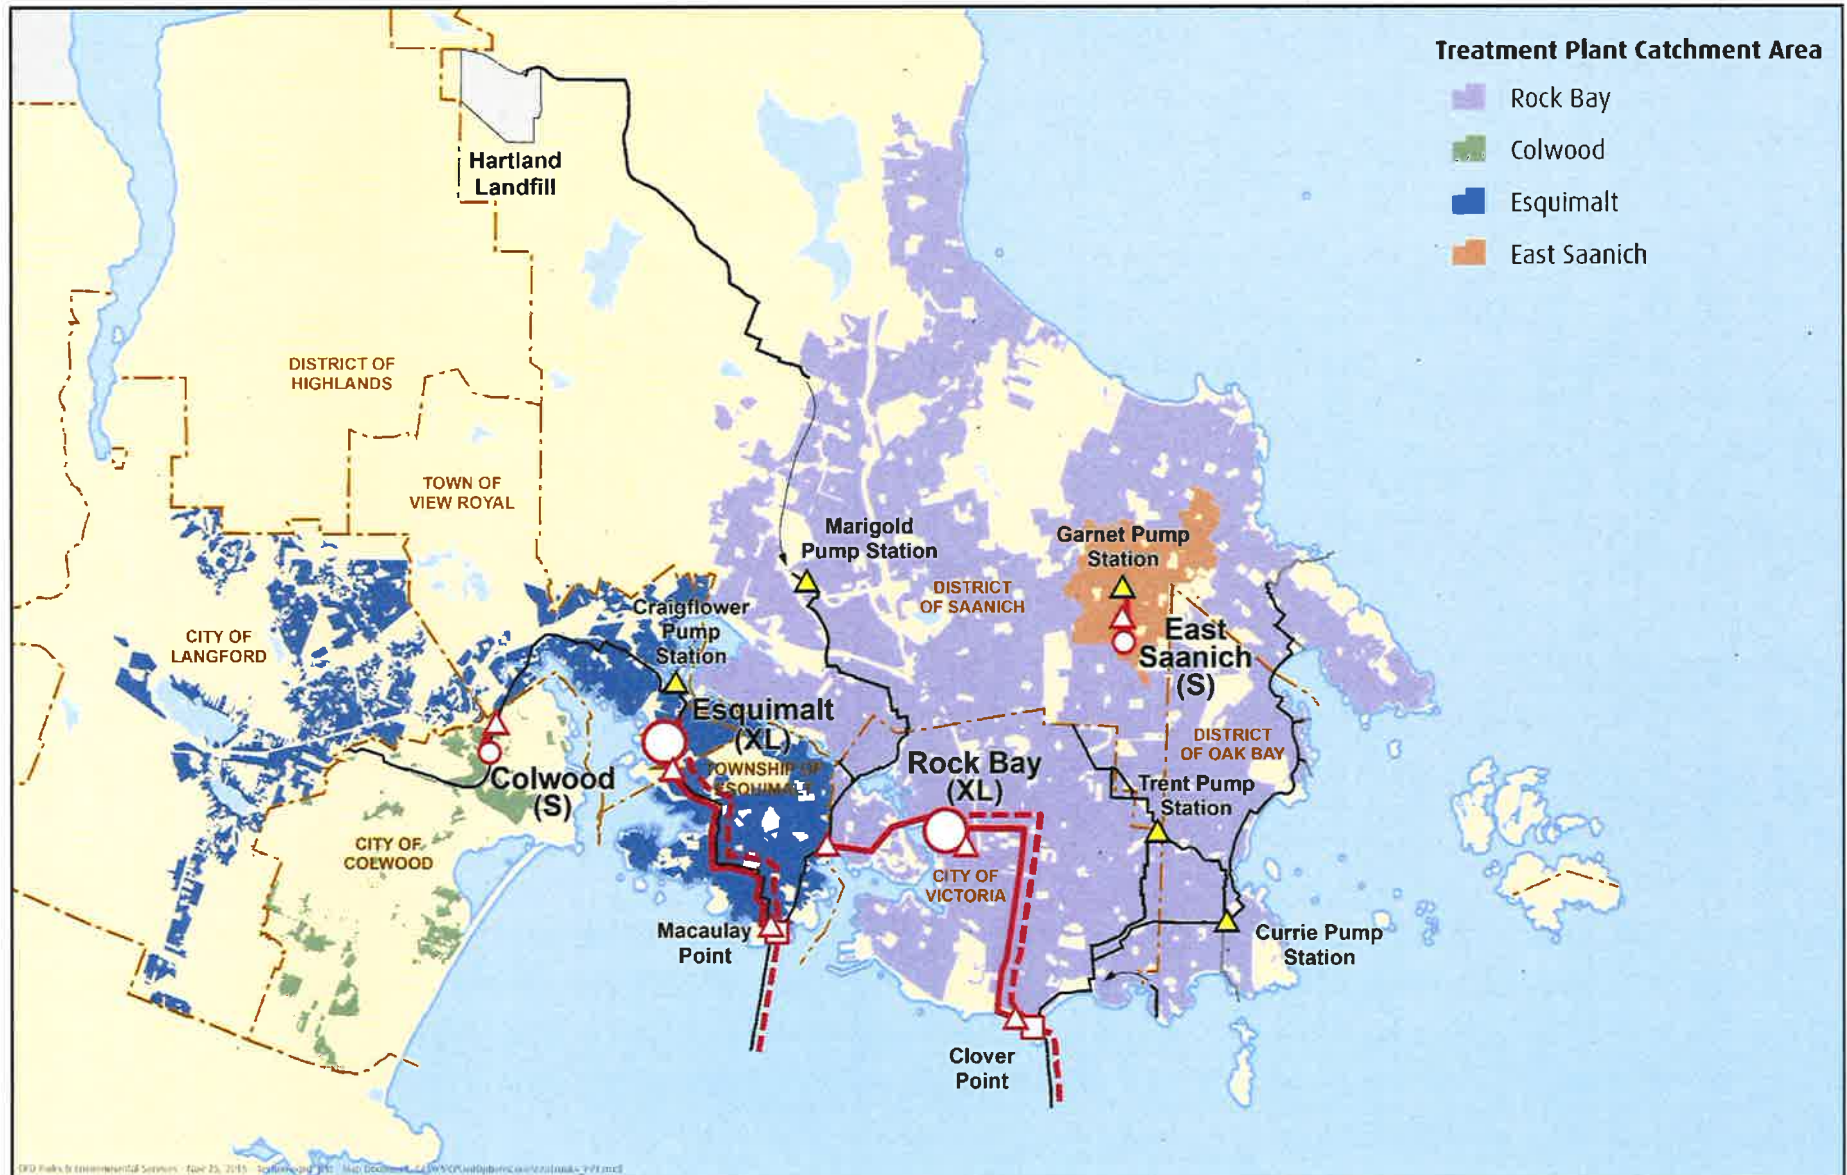 Treatment Plant Catchment Area
Rock Bay
Colwood
Esquimalt
East Saanich
Hartland
Landfill
DISTRICT OF
HIGHLANDS
TOWN OF
VIEW ROYAL
Marigold
Pump Station
Garnet Pump
Station
DISTRICT
OF SAANICH
Craigflower
Pump
Station
CITY OF
LANGFORD
East
Saanich
(S)
Esquimalt
(XL)
TOWNSHIP OF
ESQUIMALT
DISTRICT
OF OAK BAY
Rock Bay
(XL)
Colwood
(S)
Trent Pump
Station
CITY OF
COLWOOD
CITY OF
VICTORIA
Macaulay
Point
Currie Pump
Station
Clover
Point